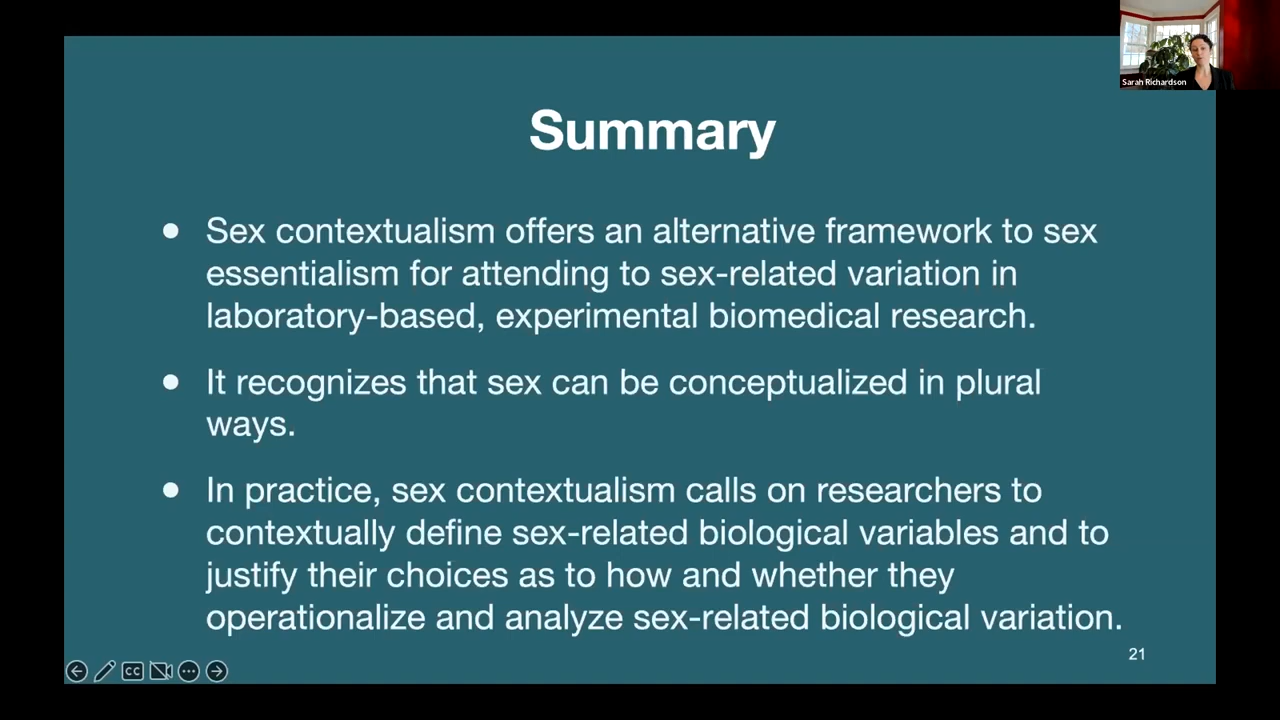 Sarah Richardson
Summary
● Sex contextualism offers an alternative framework to sex
essentialism for attending to sex-related variation in
laboratory-based, experimental biomedical research.
● It recognizes that sex can be conceptualized in plural
ways.
● In practice, sex contextualism calls on researchers to
contextually define sex-related biological variables and to
justify their choices as to how and whether they
operationalize and analyze sex-related biological variation.
21
CC